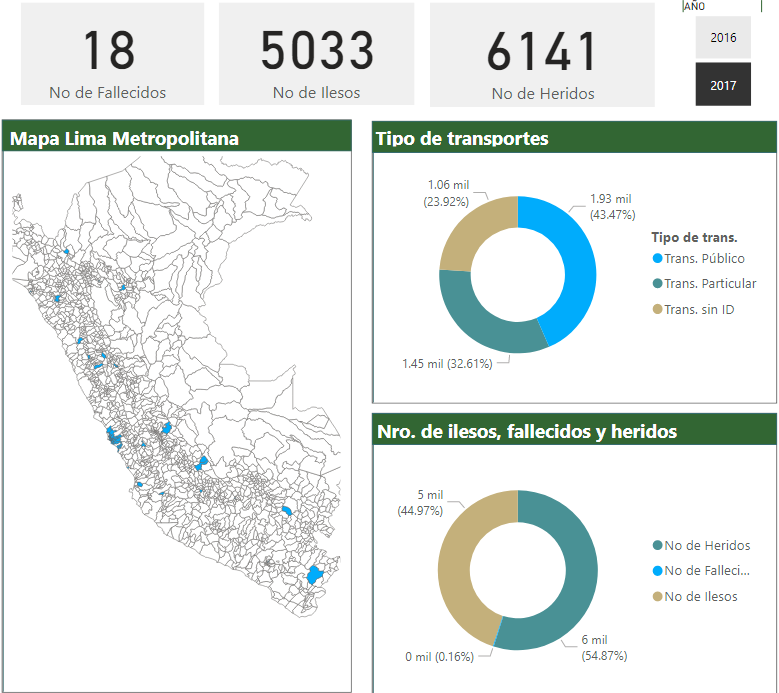 18
No de Fallecidos
5033
No de Ilesos
6141
No de Heridos
AÑO
2016
2017
Mapa Lima Metropolitana
Tipo de transportes
1.06 mil
(23.92%)
1.93 mil
(43.47%)
1.45 mil (32.61%)
Tipo de trans.
Trans. Público
Trans. Particular
Trans. sin ID
Nro. de ilesos, fallecidos y heridos
5 mil
(44.97%)
0 mil (0.16%)
6 mil
(54.87%)
No de Heridos
No de Falleci...
No de Ilesos